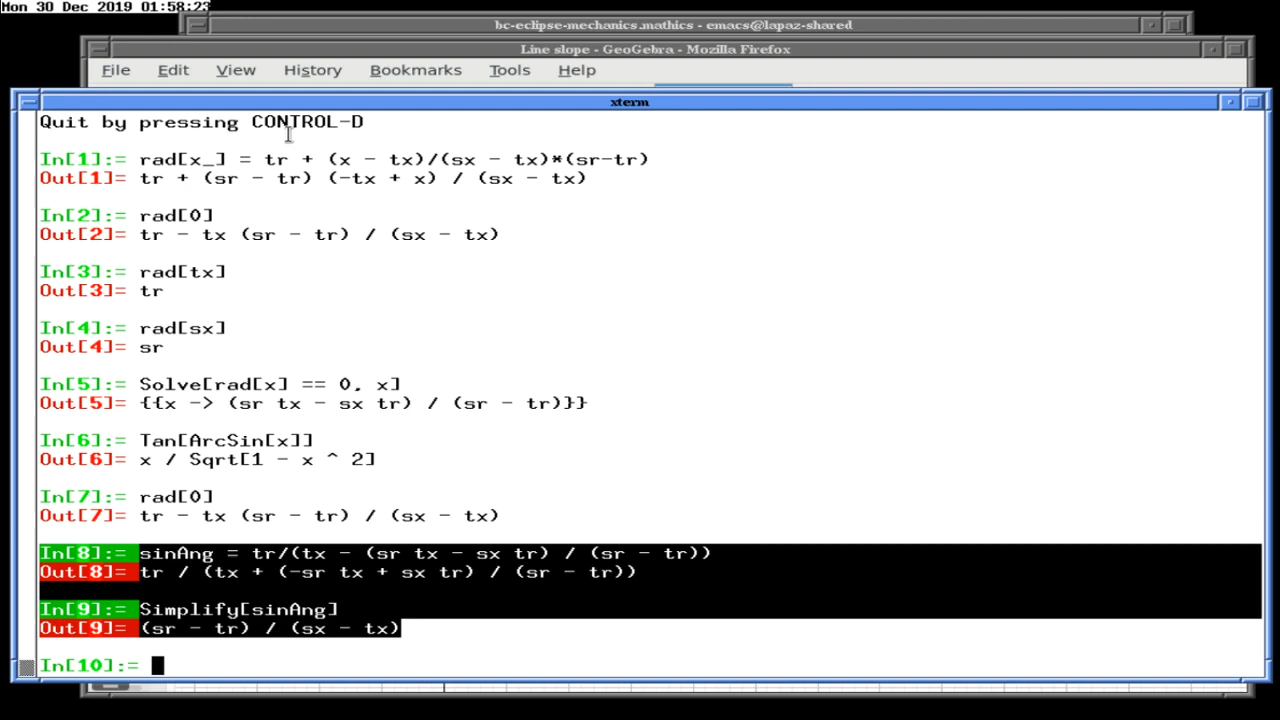 Mon 30 Dec 2019 01:58:23
bc-eclipse-mechanics.mathics - emacs@lapaz-shared
Line slope - GeoGebra - Mozilla Firefox
File Edit View History Bookmarks Tools Help
xterm
Quit by pressing CONTROL-D
In[1]:= rad[x_] = tr + (x - tx)/(sx - tx)*(sr-tr)
Out[1]= tr + (sr - tr) (-tx + x) / (sx - tx)
In[2]:= rad[0]
Out[2]= tr - tx (sr - tr) / (sx - tx)
In[3]:= rad[tx]
Out[3]= tr
In[4]:= rad[sx]
Out[4]= sr
In[5]:= Solve[rad[x] == 0, x]
Out[5]= {{x -> (sr tx - sx tr) / (sr - tr)}}
In[6]:= Tan[ArcSin[x]]
Out[6]= x / Sqrt[1 - x ^ 2]
In[7]:= rad[0]
Out[7]= tr - tx (sr - tr) / (sx - tx)
In[8]:= sinAng = tr/(tx - (sr tx - sx tr) / (sr - tr))
Out[8]= tr / (tx + (-sr tx + sx tr) / (sr - tr))
In[9]:= Simplify[sinAng]
Out[9]= (sr - tr) / (sx - tx)
In[10]:=